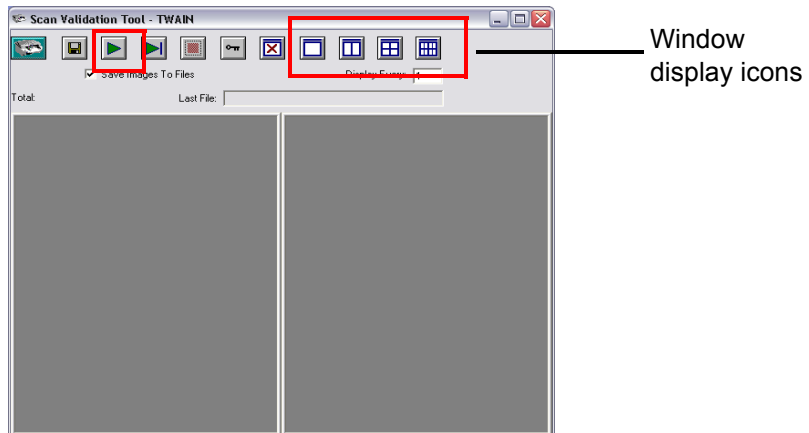 Scan Validation Tool - TWAIN
Window
display icons
Save Images To Files
Display Every:
Total:
Last File: